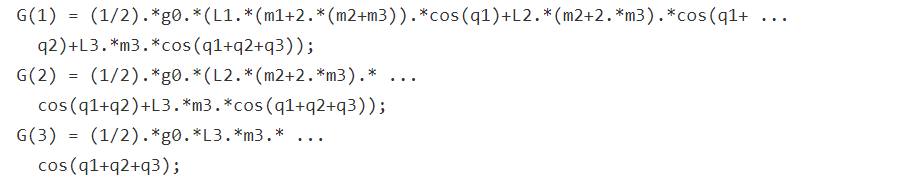 G(1) = (1/2).*g0.*(L1.*(m1+2.*(m2+m3)).*cos(q1)+L2.*(m2+2.*m3).*cos(q1+ ...
q2)+L3.*m3.*cos(q1+q2+q3));
G(2) = (1/2).*g0.*(L2.*(m2+2.*m3).* ...
cos(q1+q2)+L3.*m3.*cos(q1+q2+q3));
G(3) = (1/2).*g0.*L3.*m3.* ...
cos(q1+q2+q3);